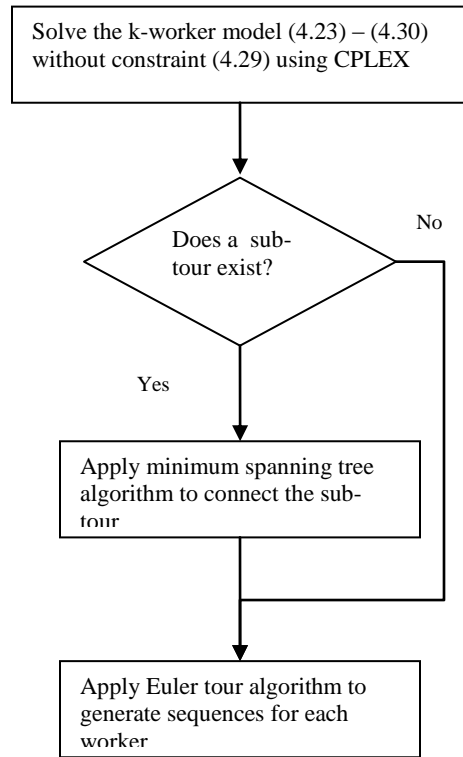 Solve the k-worker model (4.23) – (4.30)
without constraint (4.29) using CPLEX
Does a sub-
tour exist?
No
Yes
Apply minimum spanning tree
algorithm to connect the sub-
tour
Apply Euler tour algorithm to
generate sequences for each
worker